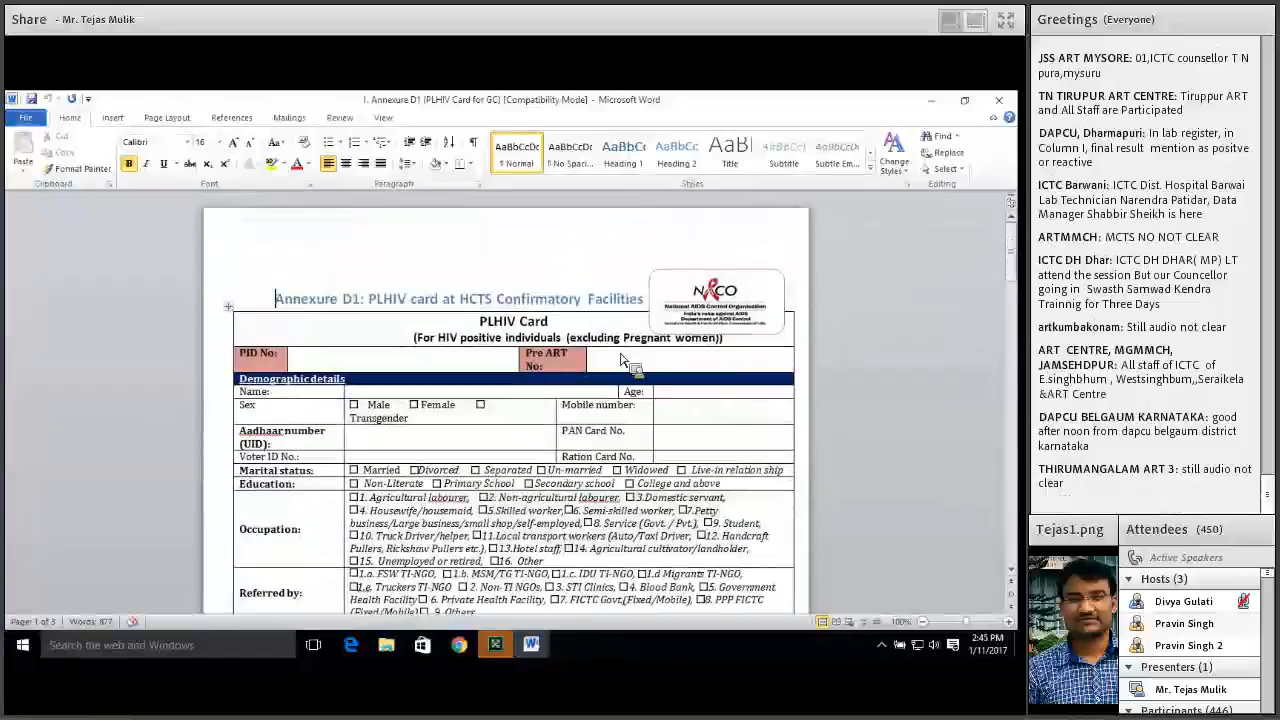 Share - Mr. Tejas Mulik
I. Annexure D1 (PLHIV Card for GC) [Compatibility Mode] - Microsoft Word
File Home Insert Page Layout References Mailings Review View
Cut
Copy
Paste
Format Painter
Calibri 16
AaBbCcDc AaBbCcDc AaBbCc AaBbCc AaBl AaBbCcl AaBbCcDc
¶ Normal ¶ No Spaci... Heading 1 Heading 2 Title Subtitle Subtle Em...
Change
Styles
Find
Replace
Select
Clipboard Font Paragraph Styles Editing
Annexure D1: PLHIV card at HCTS Confirmatory Facilities
NACO
National AIDS Control Organisation
India's voice against AIDS
Department of AIDS Control
PLHIV Card
(For HIV positive individuals (excluding Pregnant women))
PID No: Pre ART
No:
Demographic details
Name: Age:
Sex ☐ Male ☐ Female ☐
Transgender Mobile number:
Aadhaar number
(UID): PAN Card No.
Voter ID No.: Ration Card No.
Marital status: ☐ Married ☐Divorced ☐ Separated ☐Un-married ☐ Widowed ☐ Live-in relation ship
Education: ☐ Non-Literate ☐ Primary School ☐ Secondary school ☐ College and above
Occupation: ☐1. Agricultural labourer, ☐2. Non-agricultural labourer, ☐3.Domestic servant,
☐4. Housewife/housemaid, ☐5.Skilled worker,☐6. Semi-skilled worker, ☐7.Petty
business/Large business/small shop/self-employed,☐8. Service (Govt. / Pvt.), ☐9. Student,
☐10. Truck Driver/helper, ☐11.Local transport workers (Auto/Taxi Driver, ☐12. Handcraft
Pullers, Rickshaw Pullers etc.), ☐13.Hotel staff, ☐14. Agricultural cultivator/landholder,
☐15. Unemployed or retired, ☐16. Other
Referred by: ☐1.a. FSW TI-NGO, ☐1.b. MSM/TG TI-NGO,☐1.c. IDU TI-NGO, ☐1.d Migrants TI-NGO,
☐1.e. Truckers TI-NGO ☐ 2. Non-TI NGOs, ☐3. STI Clinics, ☐4. Blood Bank, ☐5. Government
Health Facility☐ 6. Private Health Facility, ☐7. FICTC Govt.(Fixed/Mobile), ☐8. PPP FICTC
(Fixed/Mobile) ☐ 9. Others
Page: 1 of 3 Words: 877 100%
Search the web and Windows
2:45 PM
1/11/2017
Greetings (Everyone)
JSS ART MYSORE: 01,ICTC counsellor T N
pura,mysuru
TN TIRUPUR ART CENTRE: Tiruppur ART
and All Staff are Participated
DAPCU, Dharmapuri: In lab register, in
Column I, final result mention as positve
or reactive
ICTC Barwani: ICTC Dist. Hospital Barwai
Lab Technician Narendra Patidar, Data
Manager Shabbir Sheikh is here
ARTMMCH: MCTS NO NOT CLEAR
ICTC DH Dhar: ICTC DH DHAR( MP) LT
attend the session But our Councellor
going in Swasth Samwad Kendra
Trainnig for Three Days
artkumbakonam: Still audio not clear
ART CENTRE, MGMMCH,
JAMSEHDPUR: All staff of ICTC of
E.singhbhum , Westsinghbum,,Seraikela
&ART Centre
DAPCU BELGAUM KARNATAKA: good
after noon from dapcu belgaum district
karnataka
THIRUMANGALAM ART 3: still audio not
clear
Tejas1.png
Attendees (450)
Active Speakers
Hosts (3)
Divya Gulati
Pravin Singh
Pravin Singh 2
Presenters (1)
Mr. Tejas Mulik
Participants (446)